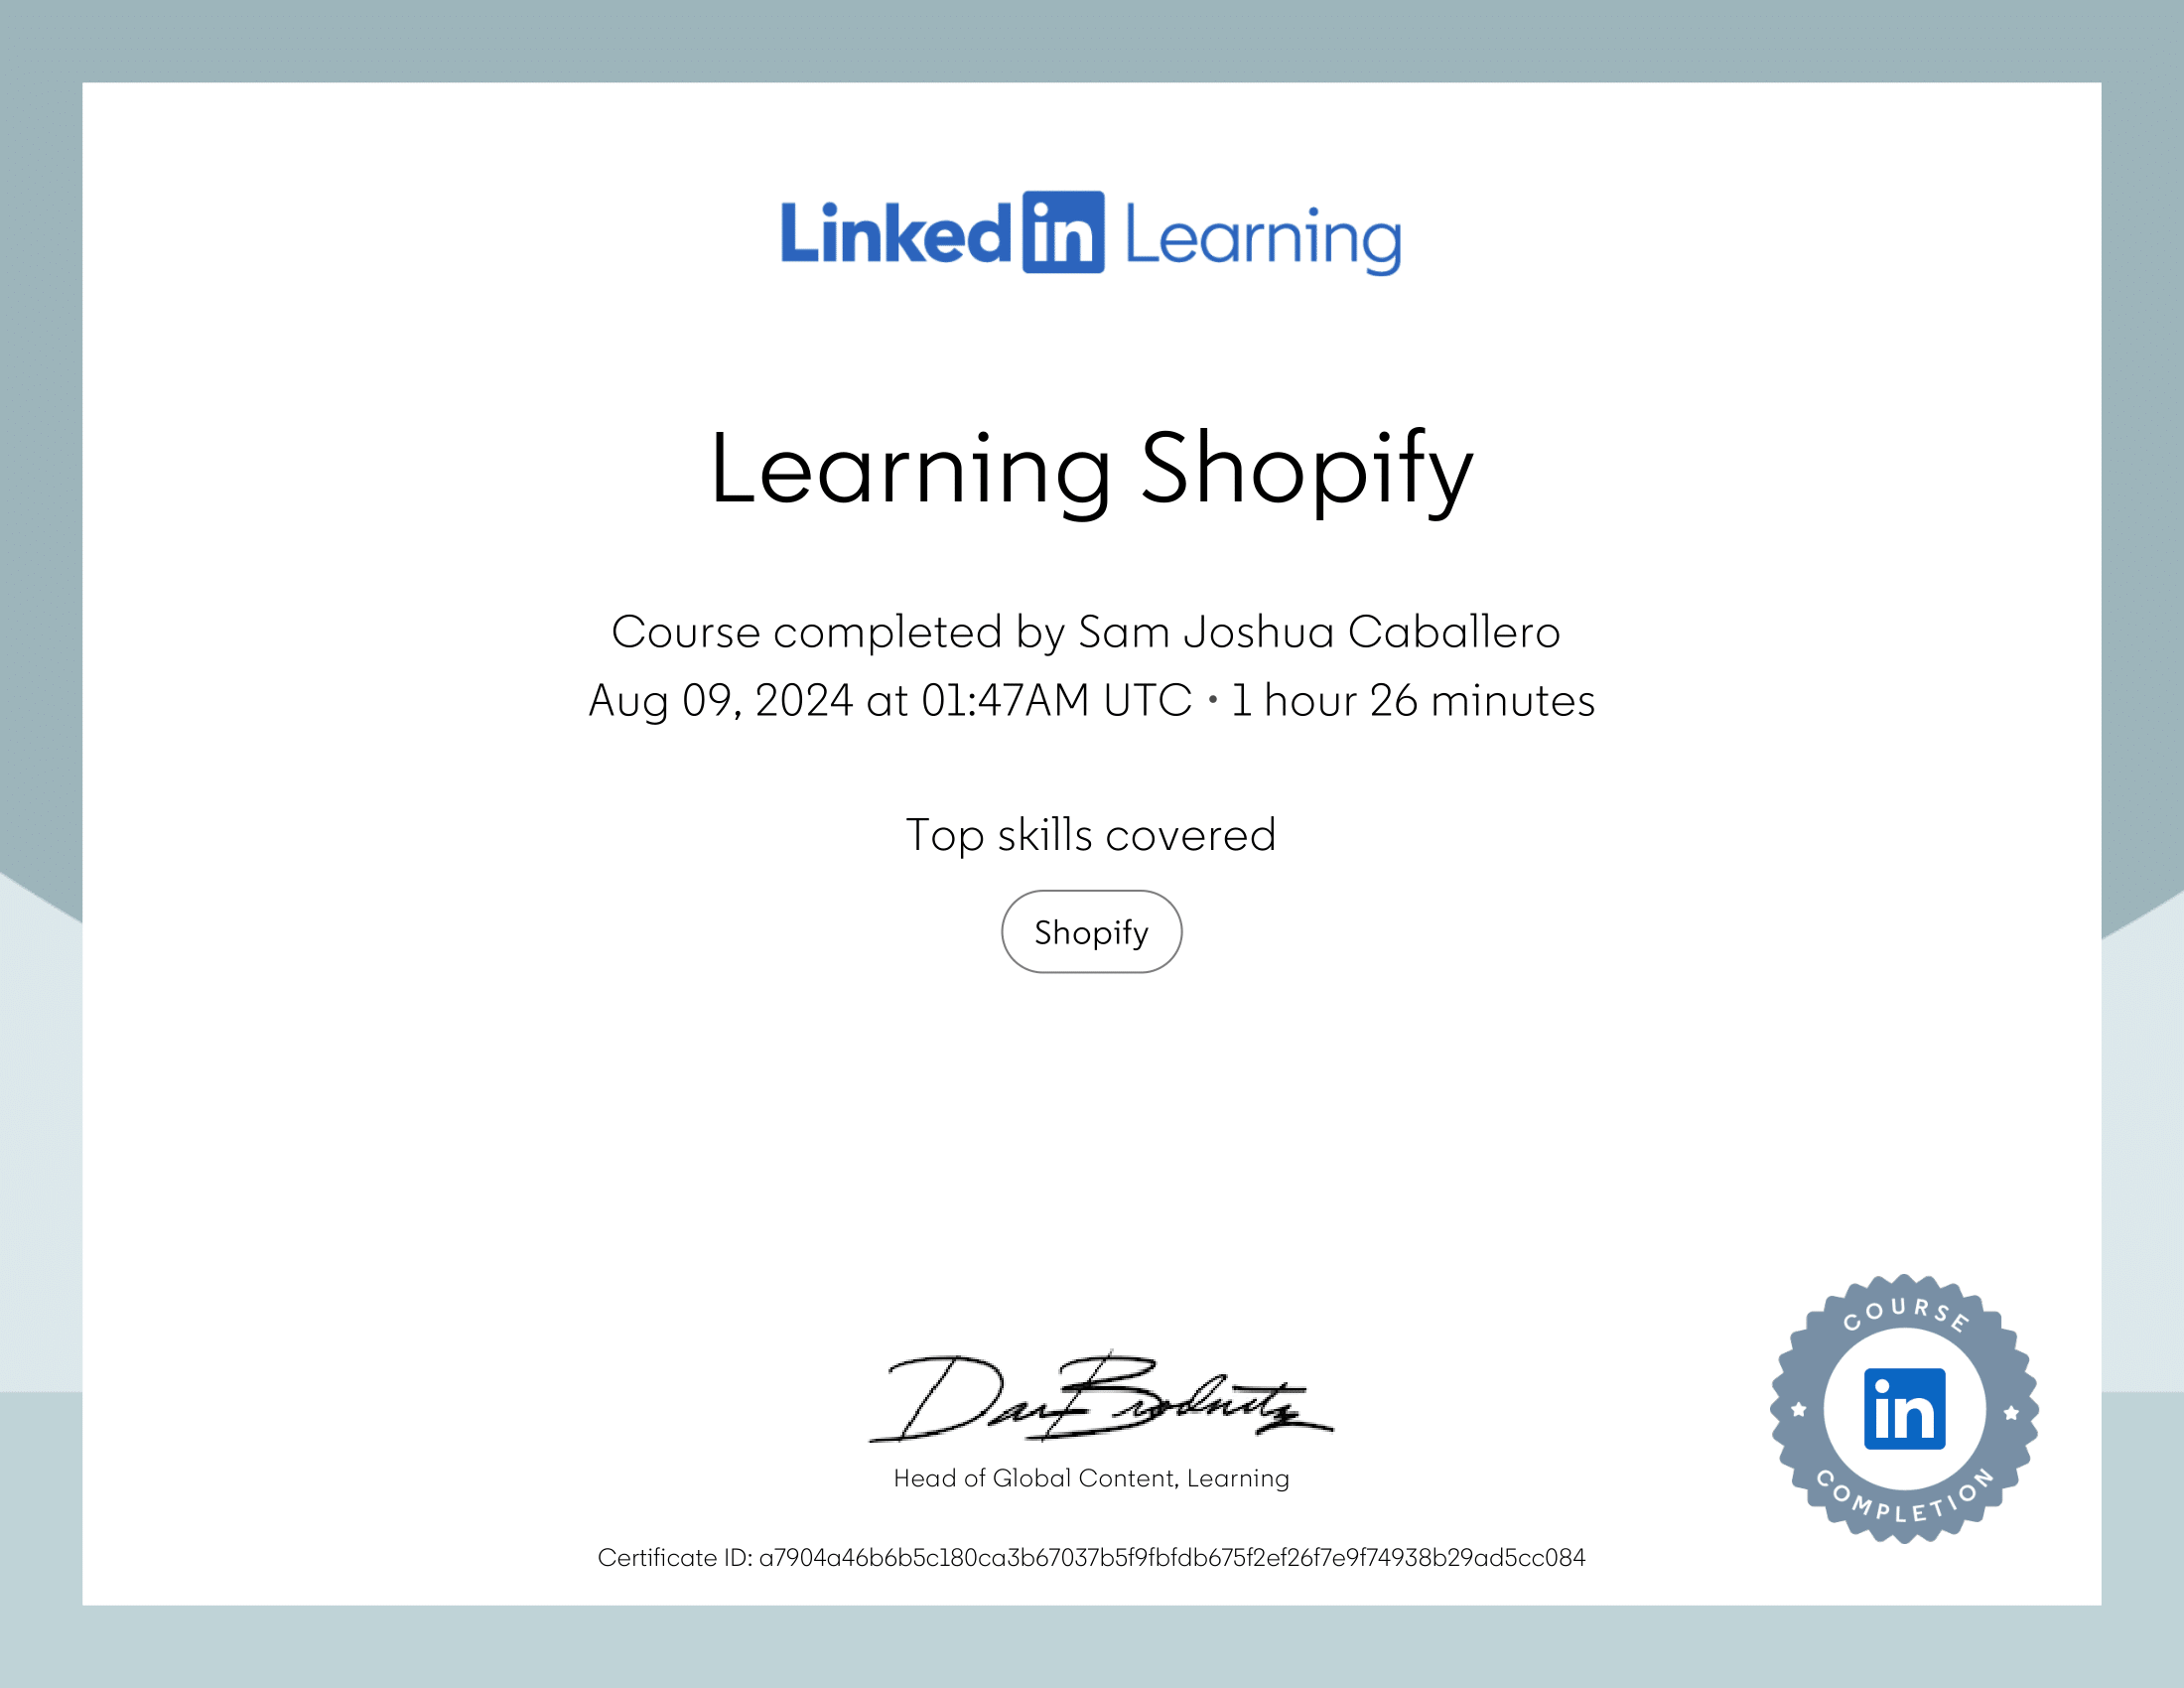 Linked in Learning
Learning Shopify
Course completed by Sam Joshua Caballero
Aug 09, 2024 at 01:47AM UTC • 1 hour 26 minutes
Top skills covered
Shopify
Dan Brodnitz
Head of Global Content, Learning
Certificate ID: a7904a46b6b5c180ca3b67037b5f9fbfdb675f2ef26f7e9f74938b29ad5cc084
COURSE
in
COMPLETION